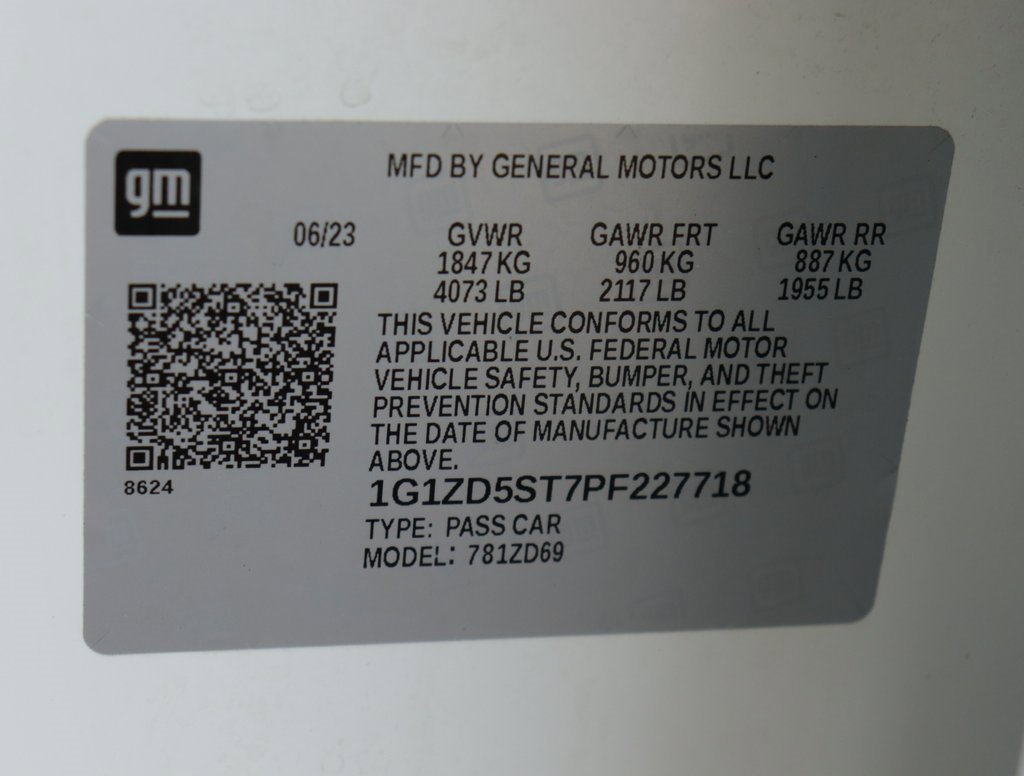 gm
MFD BY GENERAL MOTORS LLC
06/23 GVWR GAWR FRT GAWR RR
1847 KG 960 KG 887 KG
4073 LB 2117 LB 1955 LB
THIS VEHICLE CONFORMS TO ALL
APPLICABLE U.S. FEDERAL MOTOR
VEHICLE SAFETY, BUMPER, AND THEFT
PREVENTION STANDARDS IN EFFECT ON
THE DATE OF MANUFACTURE SHOWN
ABOVE.
8624
1G1ZD5ST7PF227718
TYPE: PASS CAR
MODEL: 781ZD69